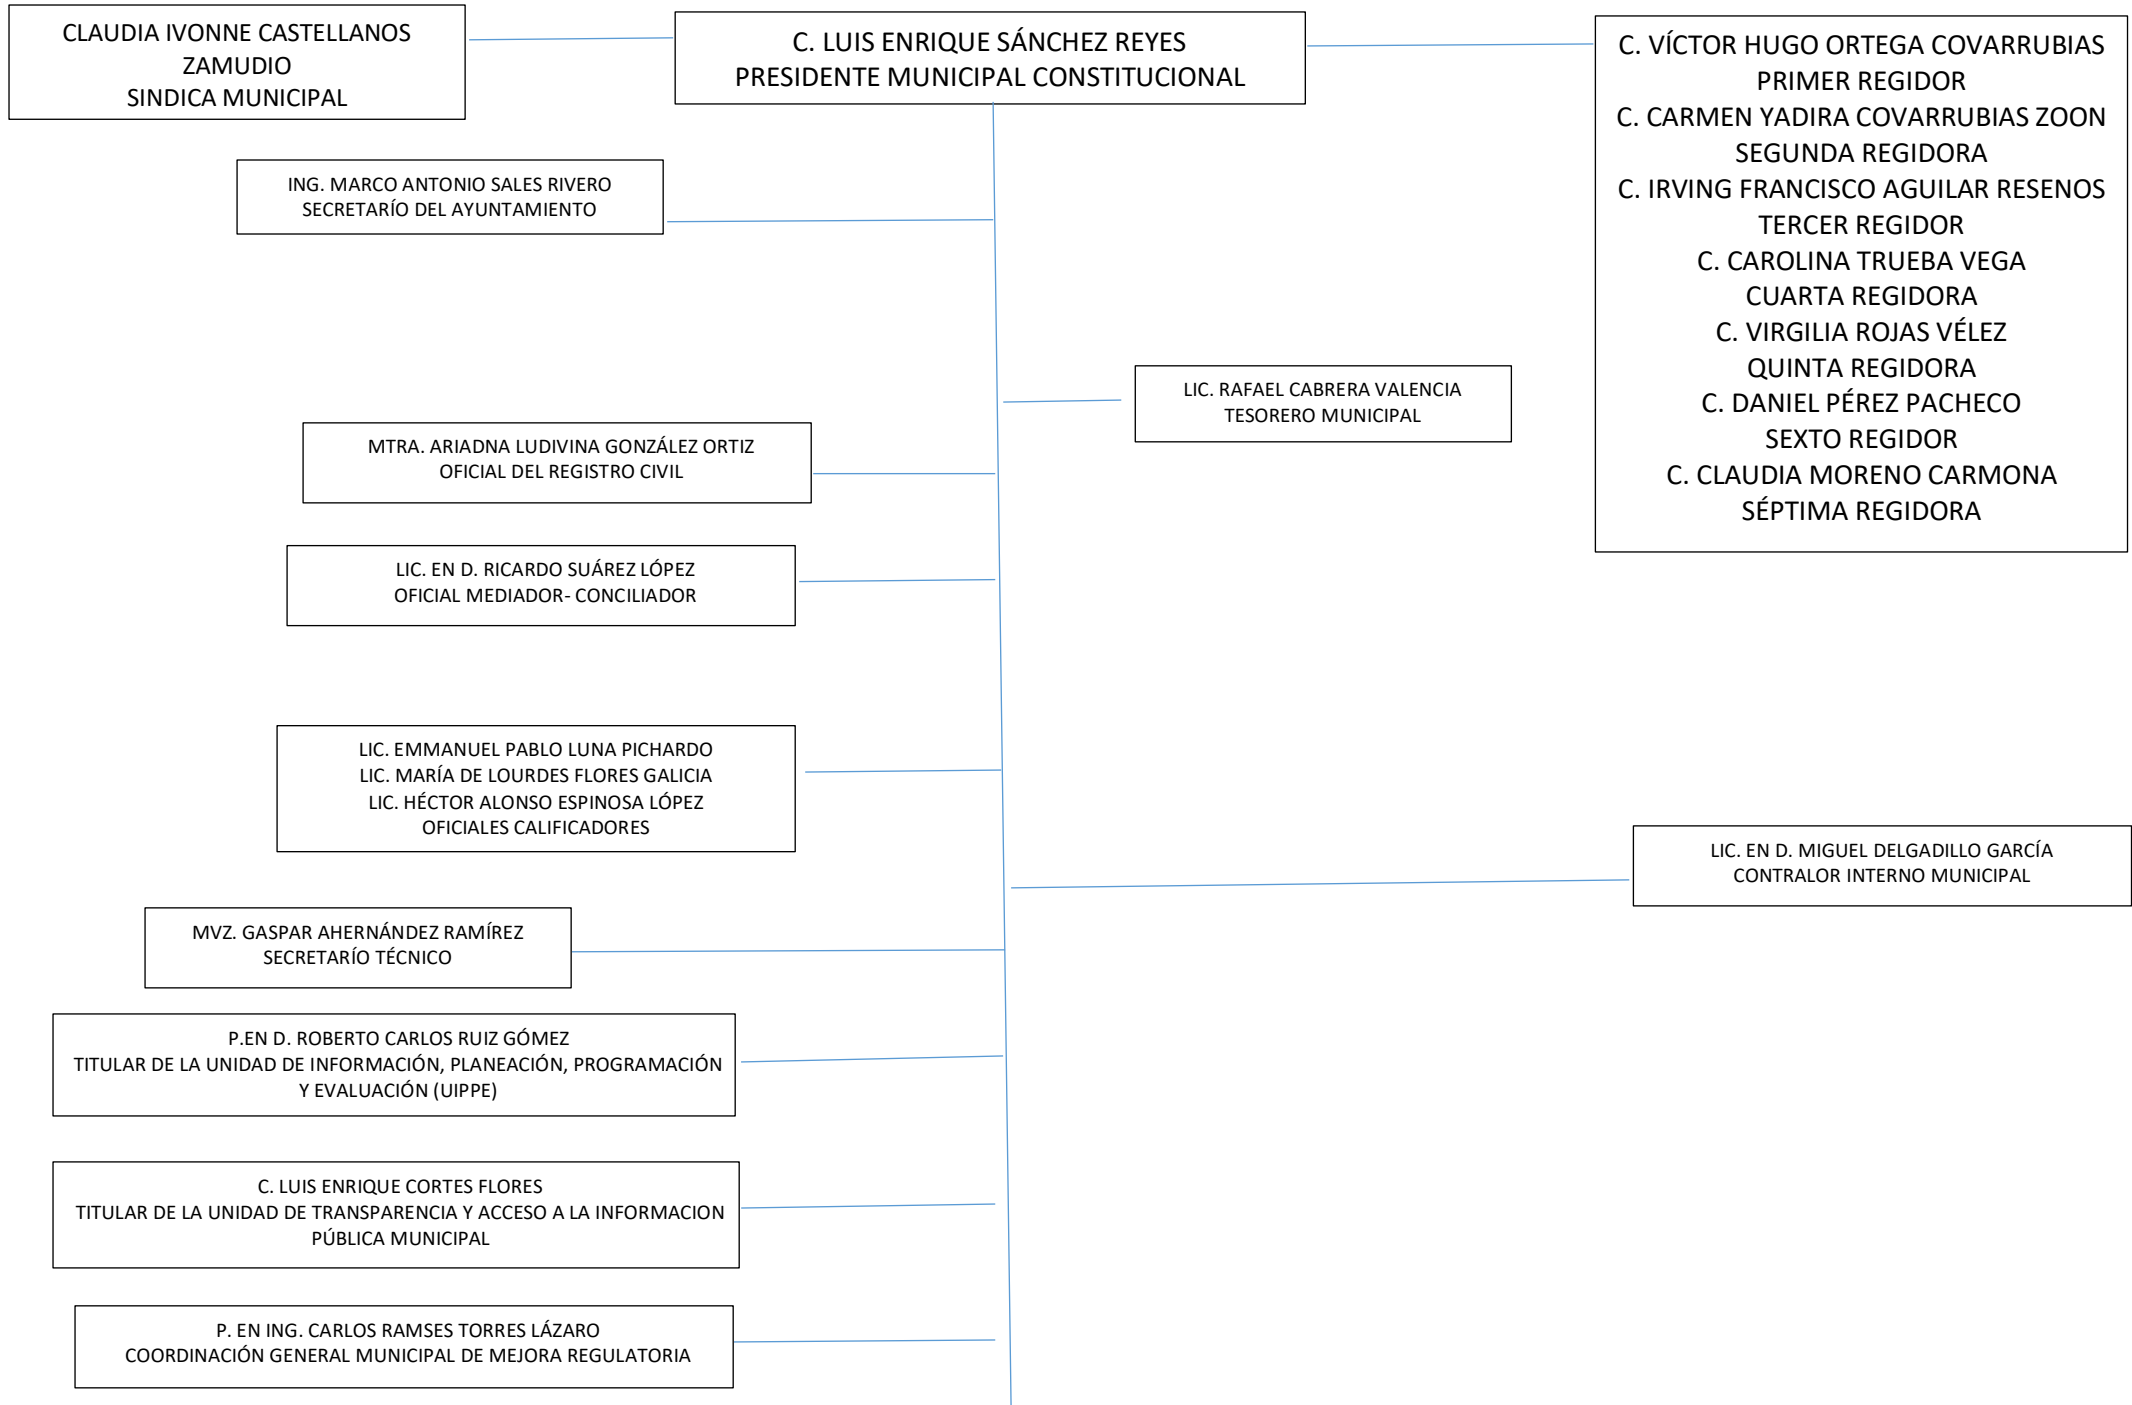 CLAUDIA IVONNE CASTELLANOS
ZAMUDIO
SINDICA MUNICIPAL
C. LUIS ENRIQUE SÁNCHEZ REYES
PRESIDENTE MUNICIPAL CONSTITUCIONAL
C. VÍCTOR HUGO ORTEGA COVARRUBIAS
PRIMER REGIDOR
C. CARMEN YADIRA COVARRUBIAS ZOON
SEGUNDA REGIDORA
C. IRVING FRANCISCO AGUILAR RESENOS
TERCER REGIDOR
C. CAROLINA TRUEBA VEGA
CUARTA REGIDORA
C. VIRGILIA ROJAS VÉLEZ
QUINTA REGIDORA
C. DANIEL PÉREZ PACHECO
SEXTO REGIDOR
C. CLAUDIA MORENO CARMONA
SÉPTIMA REGIDORA
ING. MARCO ANTONIO SALES RIVERO
SECRETARÍO DEL AYUNTAMIENTO
LIC. RAFAEL CABRERA VALENCIA
TESORERO MUNICIPAL
MTRA. ARIADNA LUDIVINA GONZÁLEZ ORTIZ
OFICIAL DEL REGISTRO CIVIL
LIC. EN D. RICARDO SUÁREZ LÓPEZ
OFICIAL MEDIADOR- CONCILIADOR
LIC. EMMANUEL PABLO LUNA PICHARDO
LIC. MARÍA DE LOURDES FLORES GALICIA
LIC. HÉCTOR ALONSO ESPINOSA LÓPEZ
OFICIALES CALIFICADORES
LIC. EN D. MIGUEL DELGADILLO GARCÍA
CONTRALOR INTERNO MUNICIPAL
MVZ. GASPAR AHERNÁNDEZ RAMÍREZ
SECRETARÍO TÉCNICO
P.EN D. ROBERTO CARLOS RUIZ GÓMEZ
TITULAR DE LA UNIDAD DE INFORMACIÓN, PLANEACIÓN, PROGRAMACIÓN
Y EVALUACIÓN (UIPPE)
C. LUIS ENRIQUE CORTES FLORES
TITULAR DE LA UNIDAD DE TRANSPARENCIA Y ACCESO A LA INFORMACION
PÚBLICA MUNICIPAL
P. EN ING. CARLOS RAMSES TORRES LÁZARO
COORDINACIÓN GENERAL MUNICIPAL DE MEJORA REGULATORIA